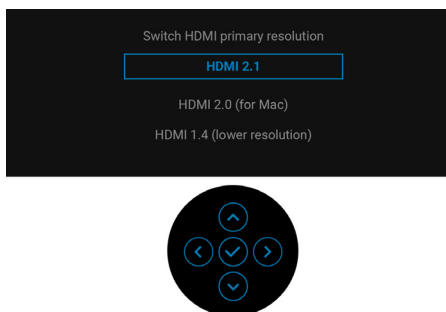 Switch HDMI primary resolution
HDMI 2.1
HDMI 2.0 (for Mac)
HDMI 1.4 (lower resolution)